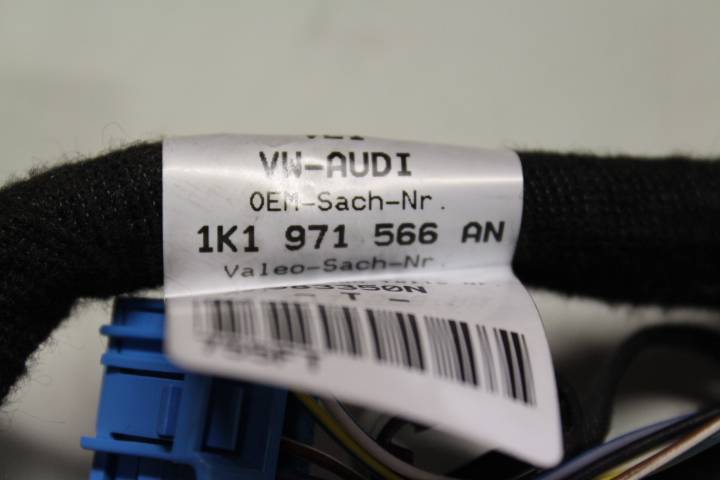 VW-AUDI
OEM-Sach-Nr.
1K1 971 566 AN
Valeo-Sach-Nr.
- T -